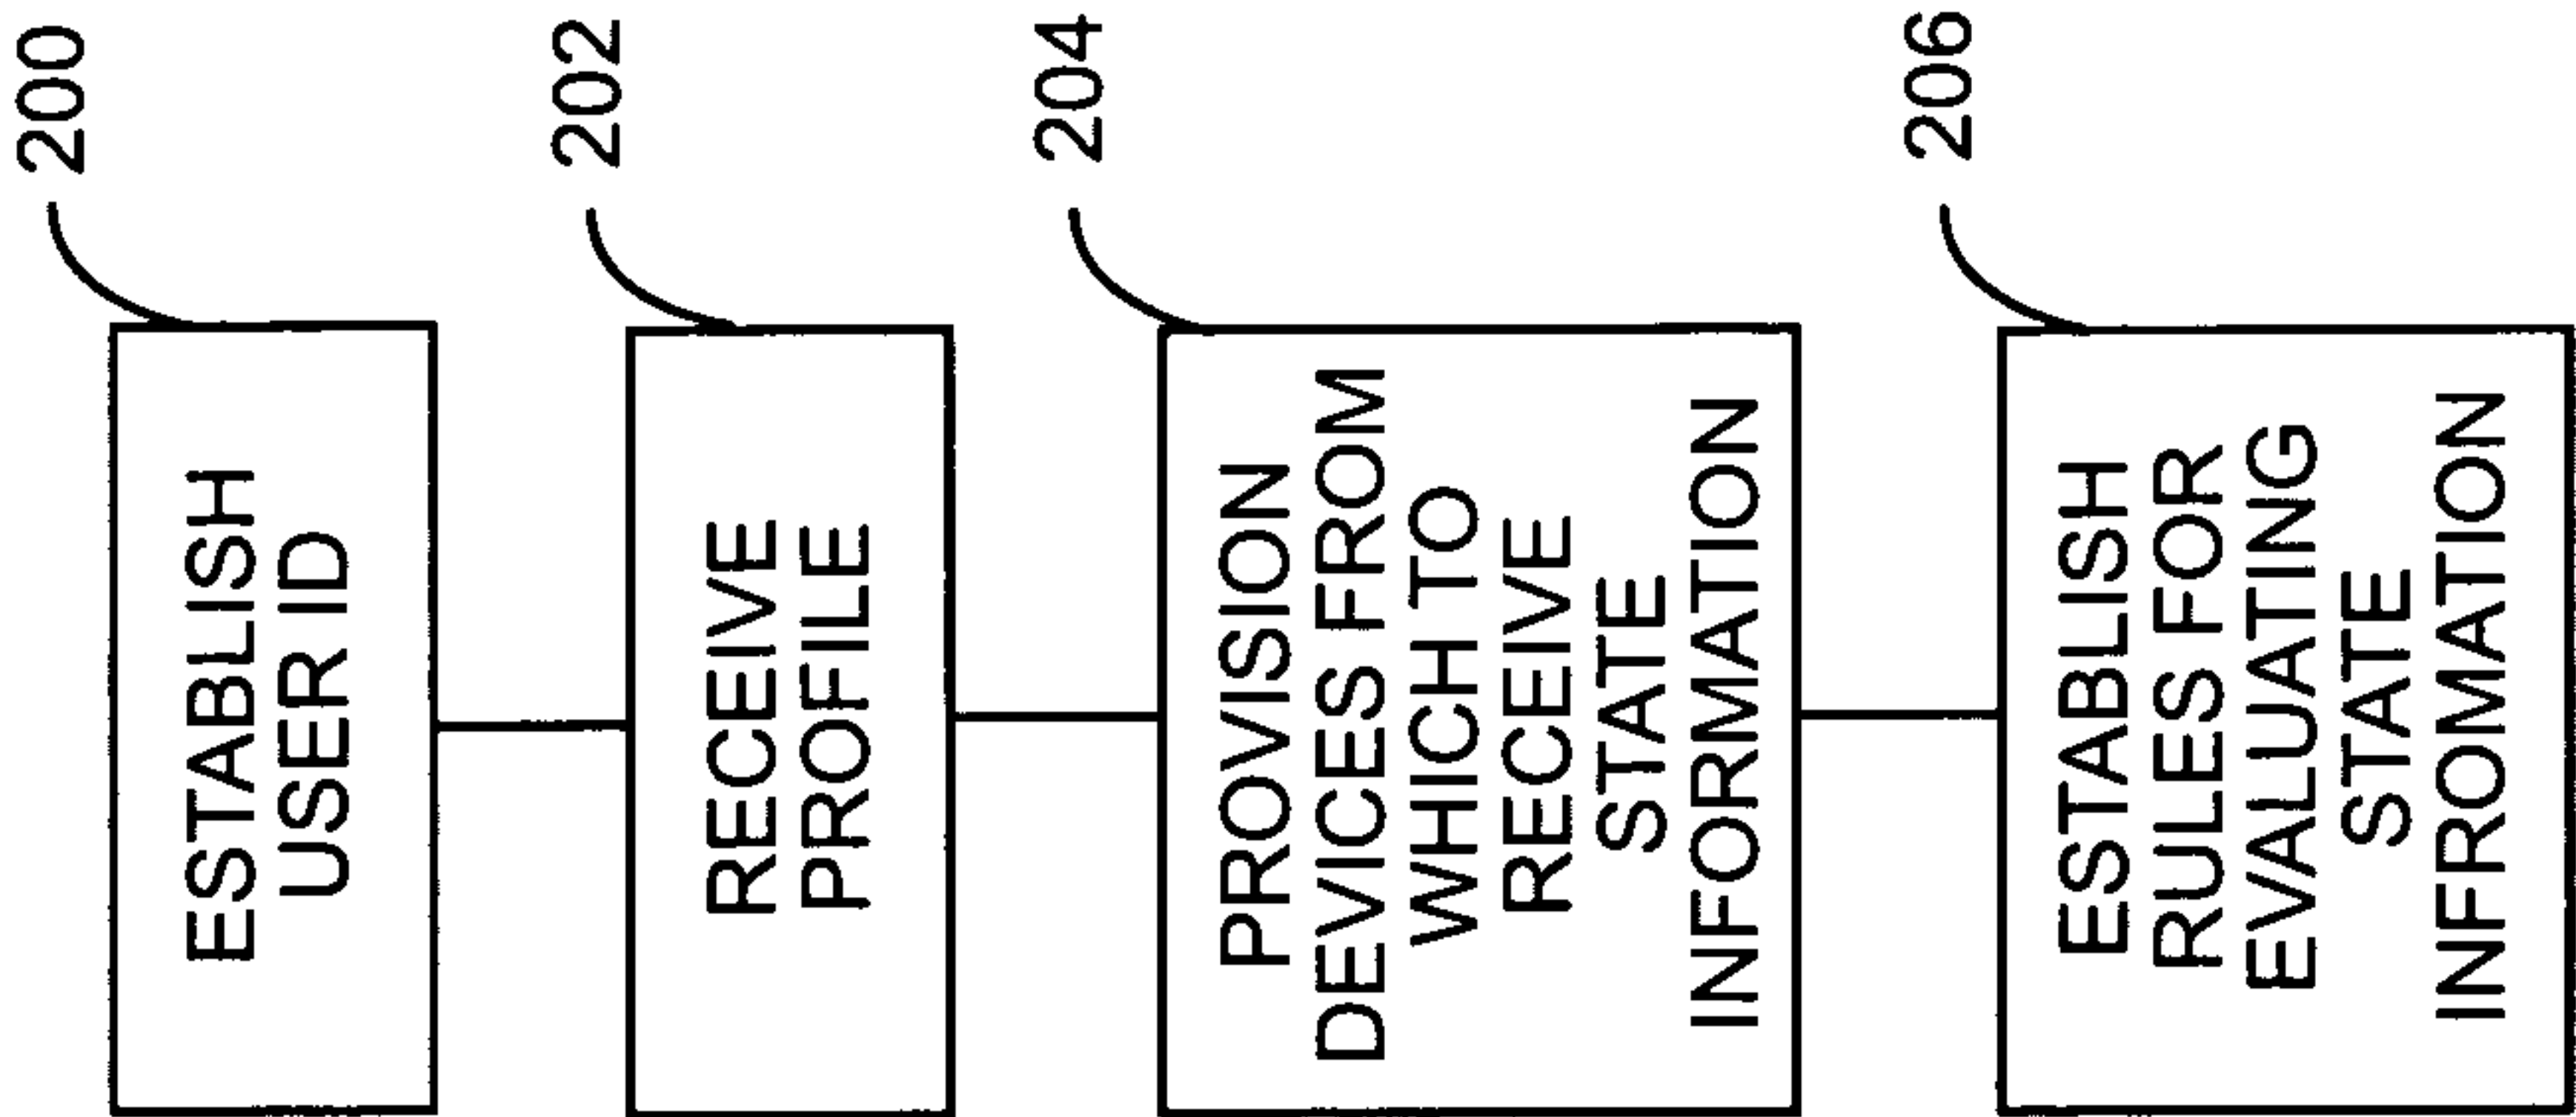 200
ESTABLISH
USER ID
202
RECEIVE
PROFILE
204
PROVISION
DEVICES FROM
WHICH TO
RECEIVE
STATE
INFORMATION
206
ESTABLISH
RULES FOR
EVALUATING
STATE
INFROMATION